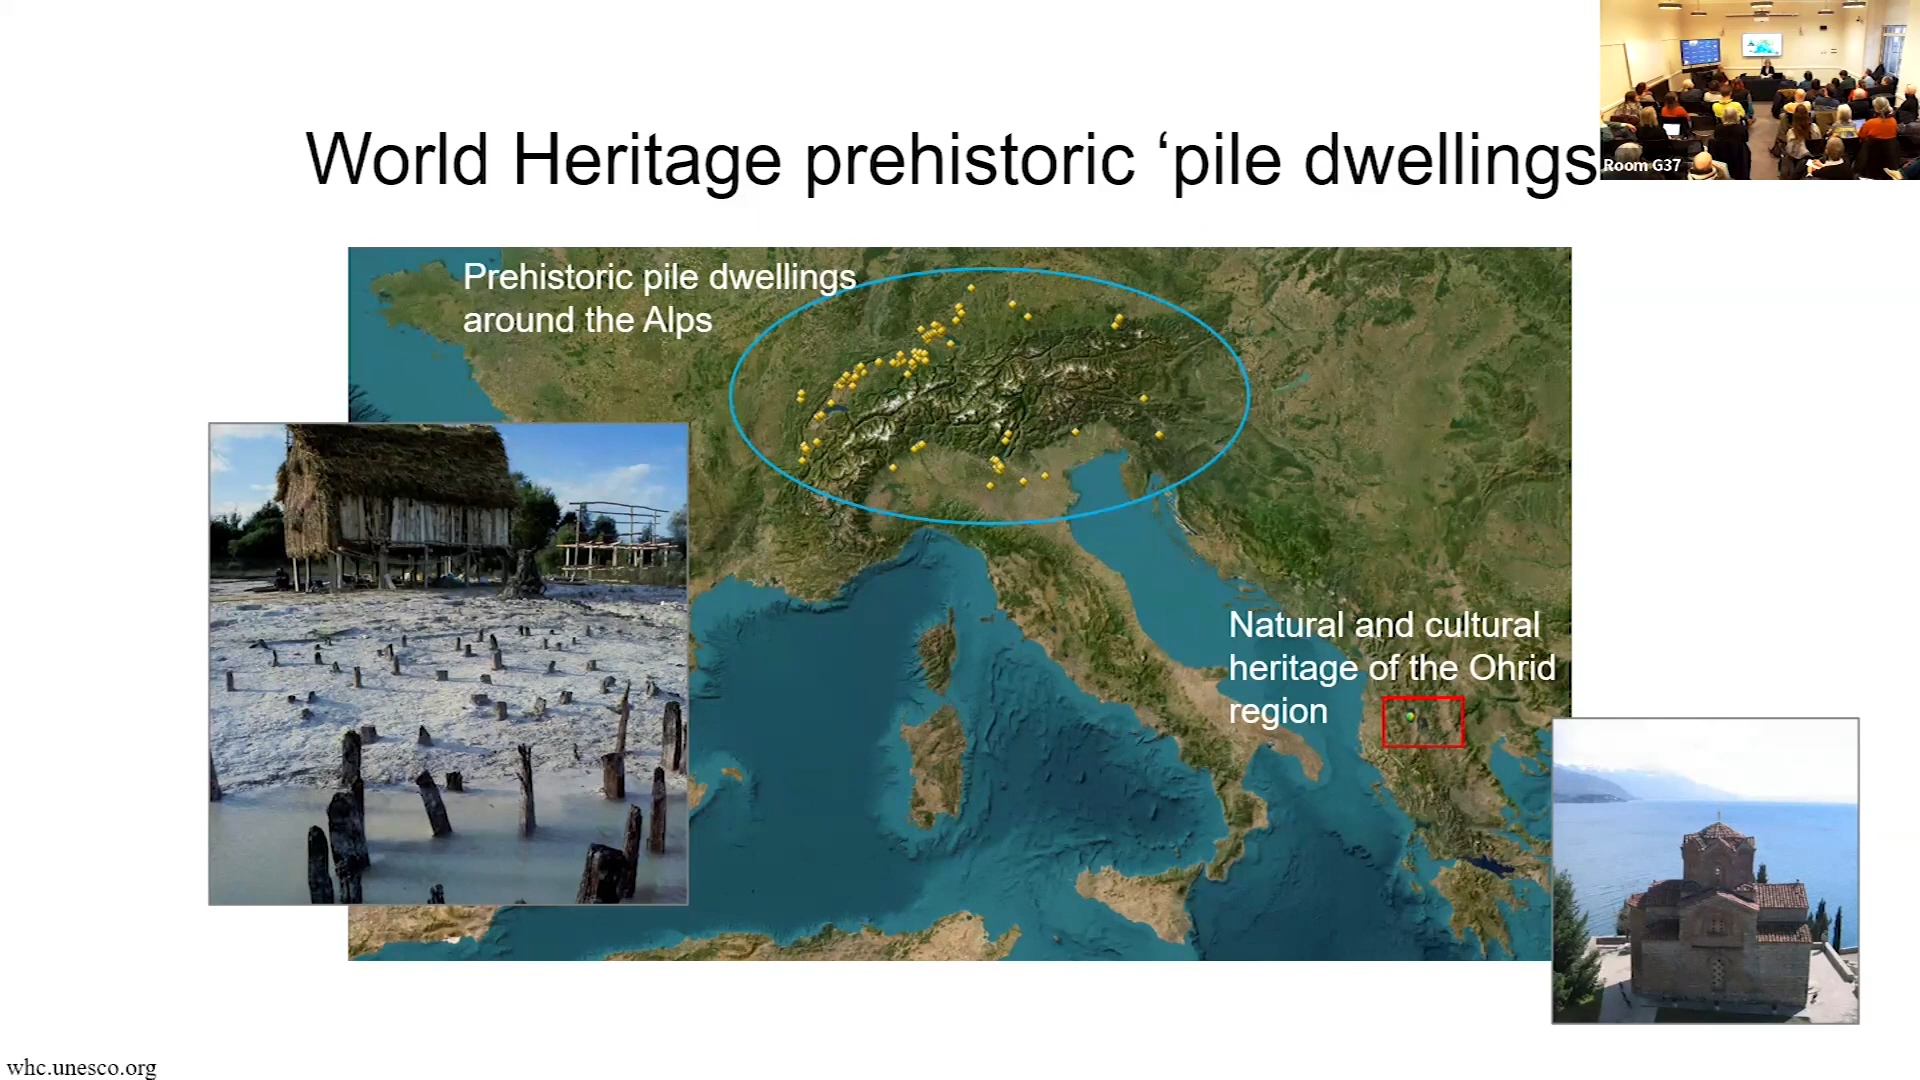 World Heritage prehistoric ‘pile dwellings
Room G37
Prehistoric pile dwellings
around the Alps
Natural and cultural
heritage of the Ohrid
region
whc.unesco.org